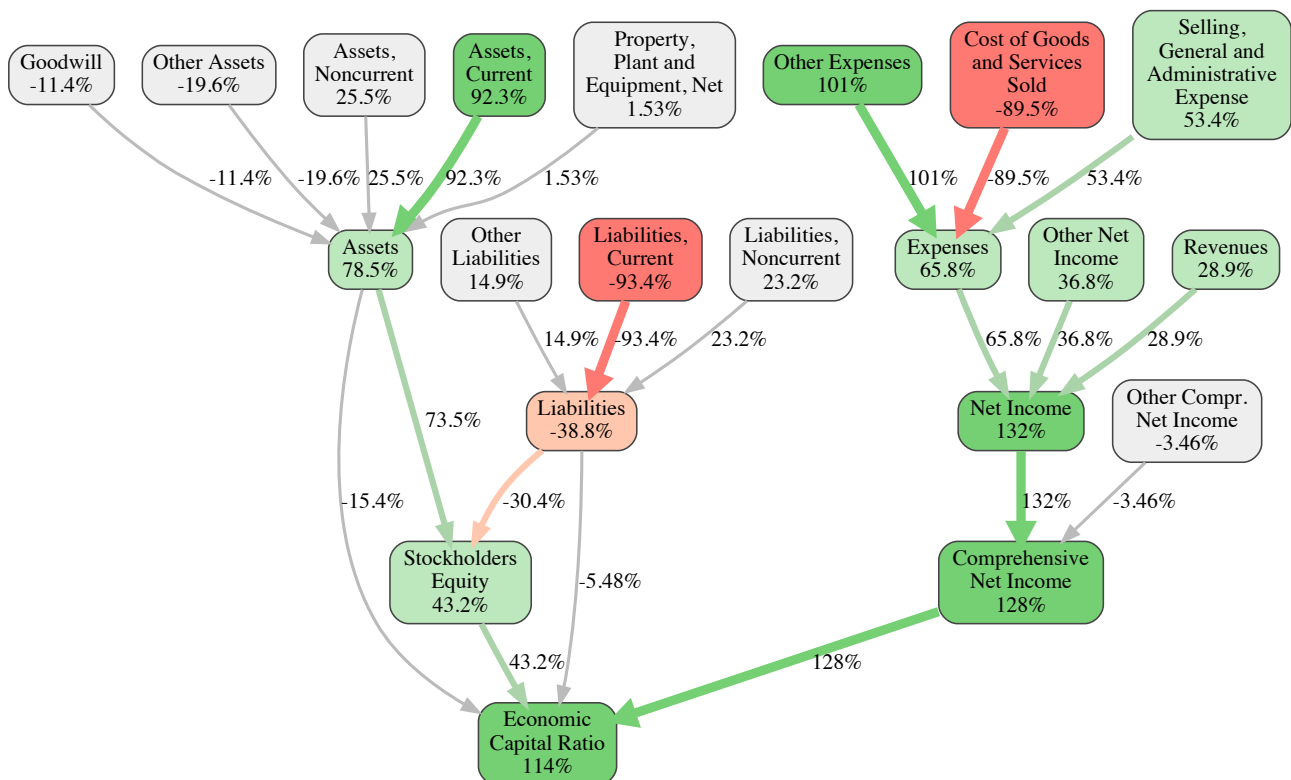 Goodwill
-11.4%
Other Assets
-19.6%
Assets,
Noncurrent
25.5%
Assets,
Current
92.3%
Property,
Plant and
Equipment, Net
1.53%
Other Expenses
101%
Cost of Goods
and Services
Sold
-89.5%
Selling,
General and
Administrative
Expense
53.4%
-11.4%
-19.6%
25.5%
92.3%
1.53%
101%
-89.5%
53.4%
Assets
78.5%
Other
Liabilities
14.9%
Liabilities,
Current
-93.4%
Liabilities,
Noncurrent
23.2%
Expenses
65.8%
Other Net
Income
36.8%
Revenues
28.9%
14.9%
-93.4%
23.2%
65.8%
36.8%
28.9%
73.5%
Liabilities
-38.8%
Net Income
132%
Other Compr.
Net Income
-3.46%
-15.4%
-30.4%
132%
-3.46%
Stockholders
Equity
43.2%
-5.48%
Comprehensive
Net Income
128%
43.2%
128%
Economic
Capital Ratio
114%